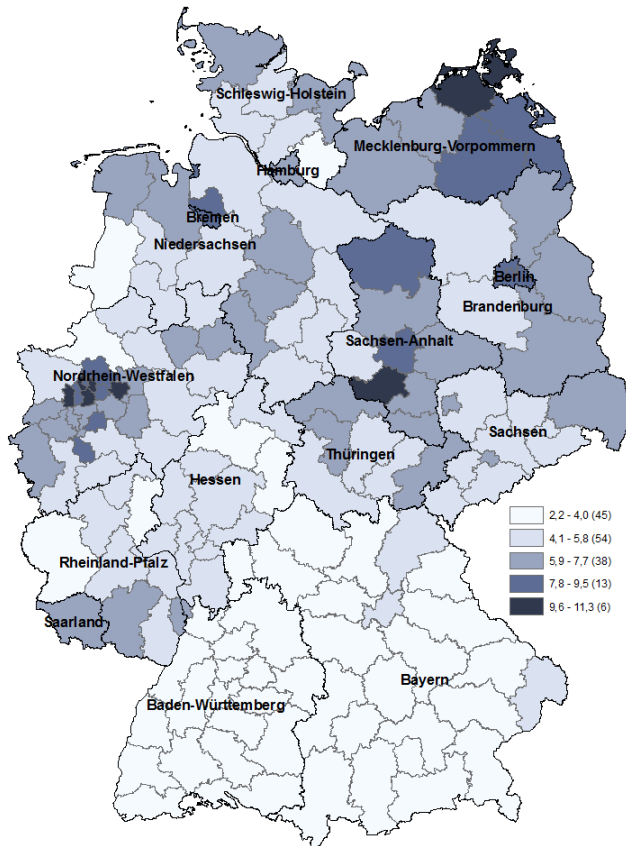 Schleswig-Holstein
Mecklenburg-Vorpommern
Hamburg
Bremen
Niedersachsen
Berlin
Brandenburg
Sachsen-Anhalt
Nordrhein-Westfalen
Sachsen
Thüringen
Hessen
2,2 - 4,0 (45)
4,1 - 5,8 (54)
5,9 - 7,7 (38)
7,8 - 9,5 (13)
9,6 - 11,3 (6)
Rheinland-Pfalz
Saarland
Bayern
Baden-Württemberg